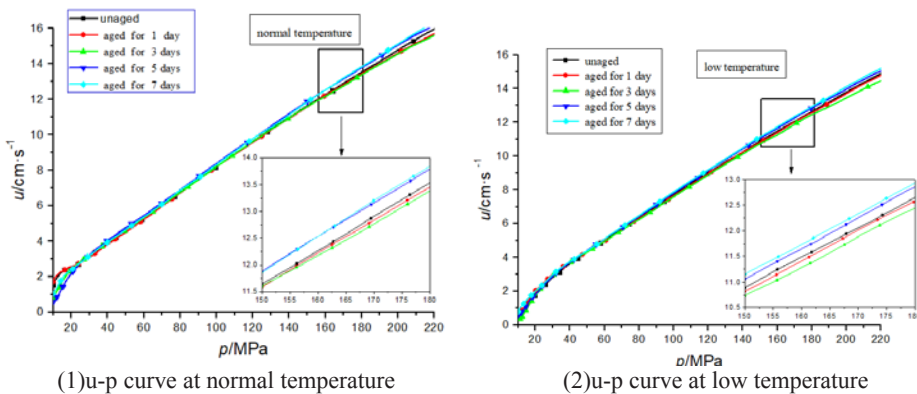 unaged
aged for 1 day
aged for 3 days
aged for 5 days
aged for 7 days
normal temperature
u/cm·s⁻¹
16
14
12
10
8
6
4
2
0
14.0
13.5
13.0
12.5
12.0
11.5
150 155 160 165 170 175 180
20 40 60 80 100 120 140 160 180 200 220
p/MPa
(1)u-p curve at normal temperature
unaged
aged for 1 day
aged for 3 days
aged for 5 days
aged for 7 days
low temperature
u/cm·s⁻¹
16
14
12
10
8
6
4
2
0
13.0
12.5
12.0
11.5
11.0
10.5
150 155 160 165 170 175 180
20 40 60 80 100 120 140 160 180 200 220
p/MPa
(2)u-p curve at low temperature